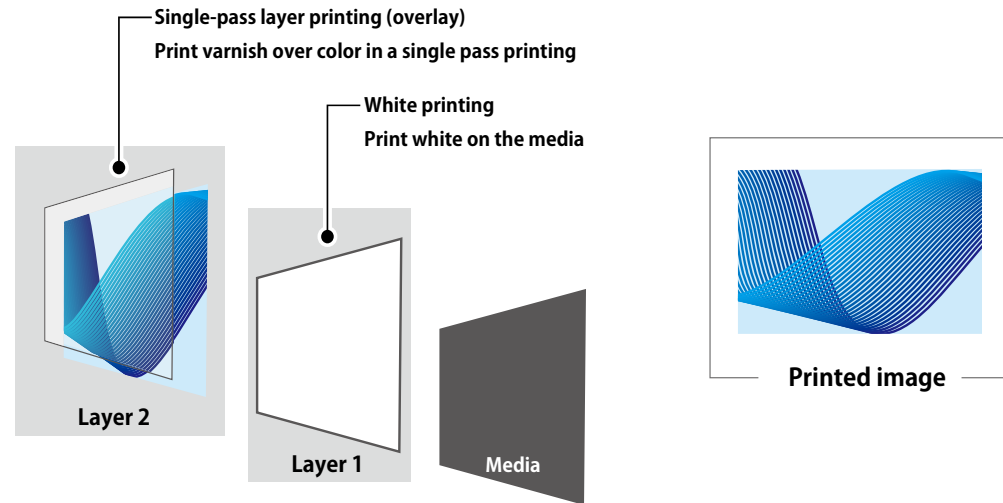 Single-pass layer printing (overlay)
Print varnish over color in a single pass printing
White printing
Print white on the media
Layer 2
Layer 1
Media
Printed image